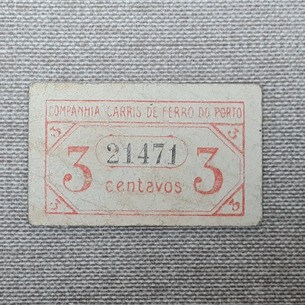 COMPANHIA CARRIS DE FERRO DO PORTO
3 3
3 21471 3
centavos
3 3